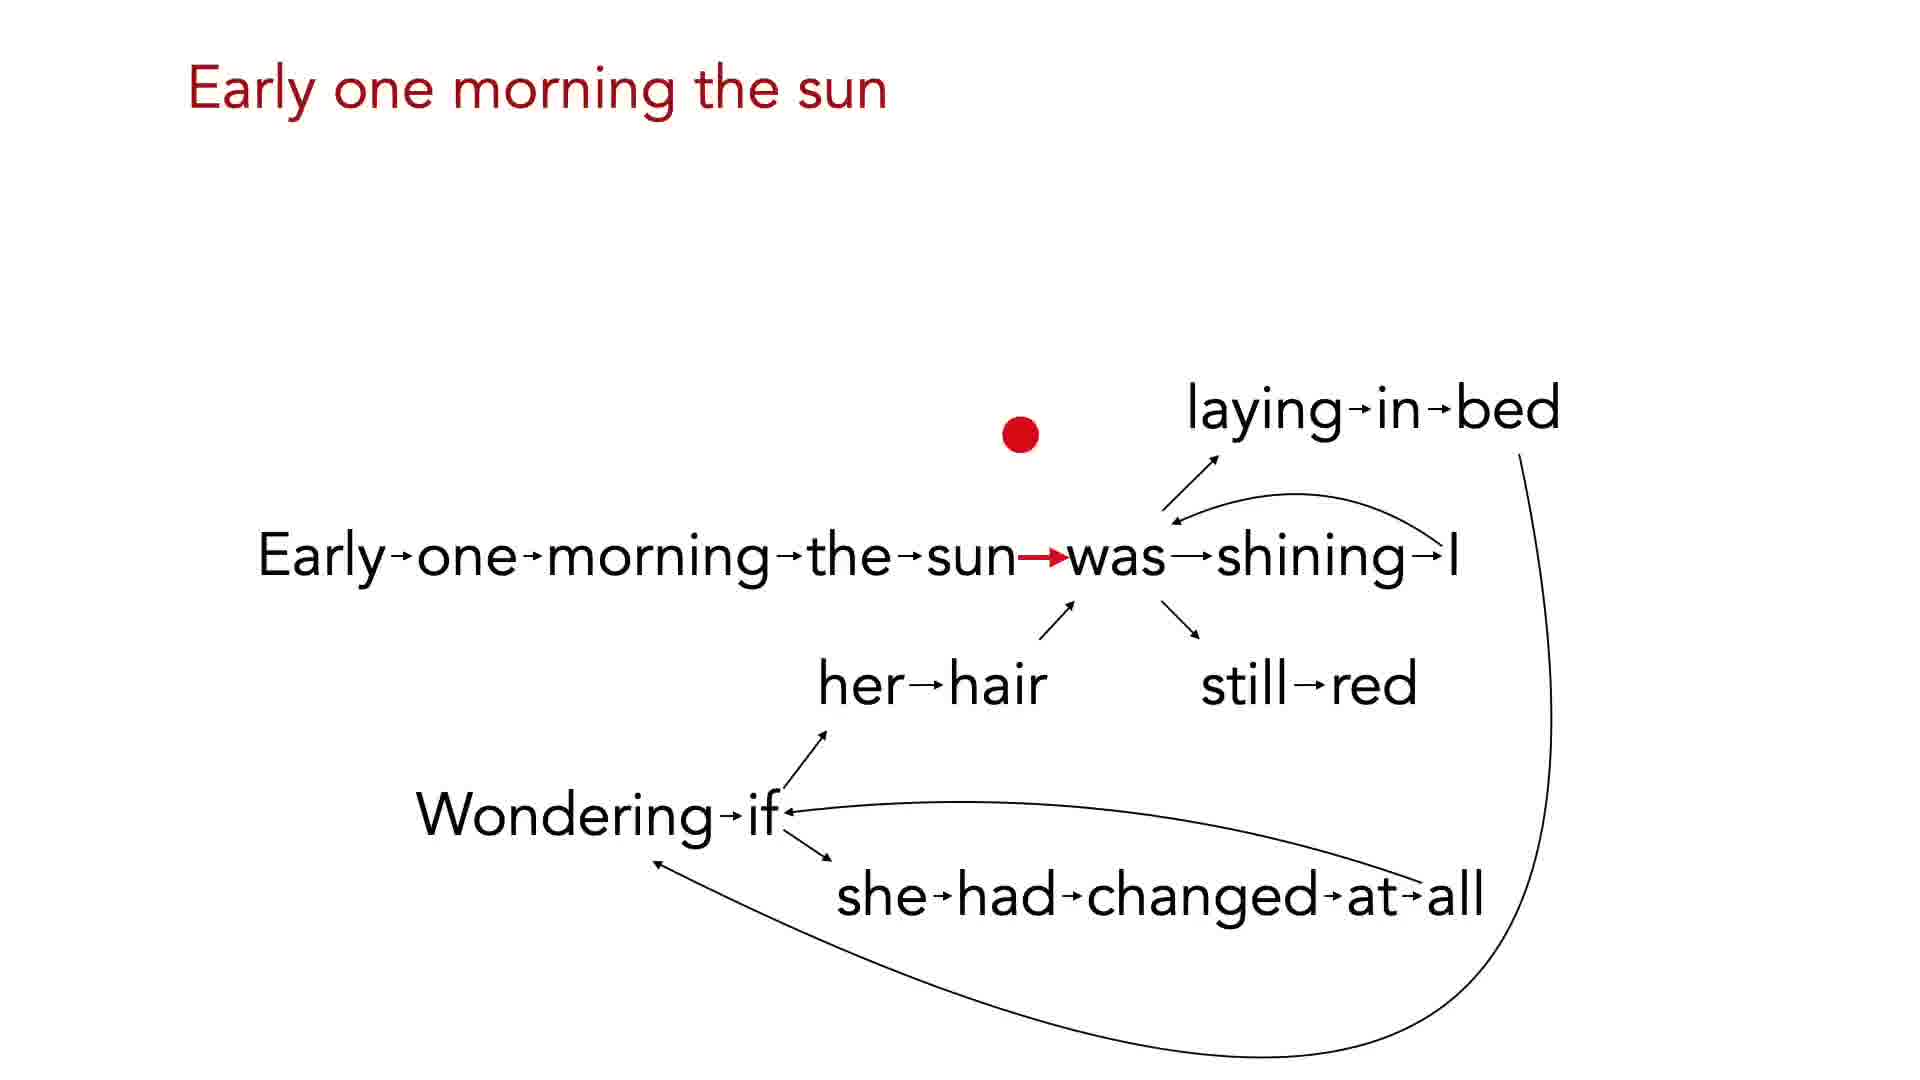 Early one morning the sun
laying in bed
Early one morning the sun was shining I
her hair still red
Wondering if
she had changed at all